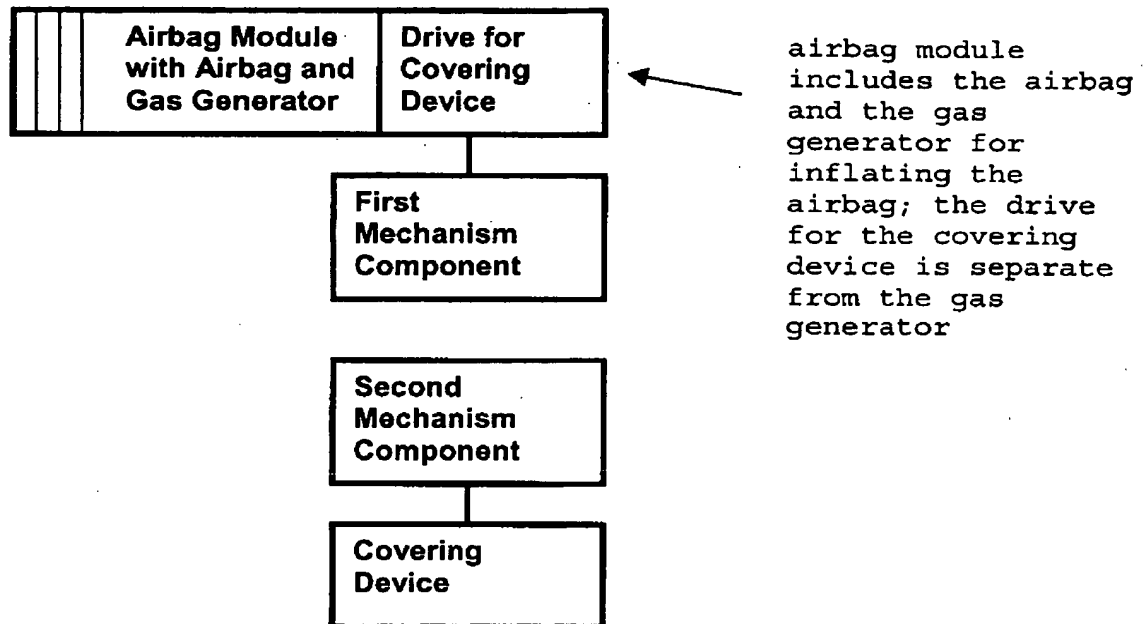 Airbag Module
with Airbag and
Gas Generator
Drive for
Covering
Device
airbag module
includes the airbag
and the gas
generator for
inflating the
airbag; the drive
for the covering
device is separate
from the gas
generator
First
Mechanism
Component
Second
Mechanism
Component
Covering
Device